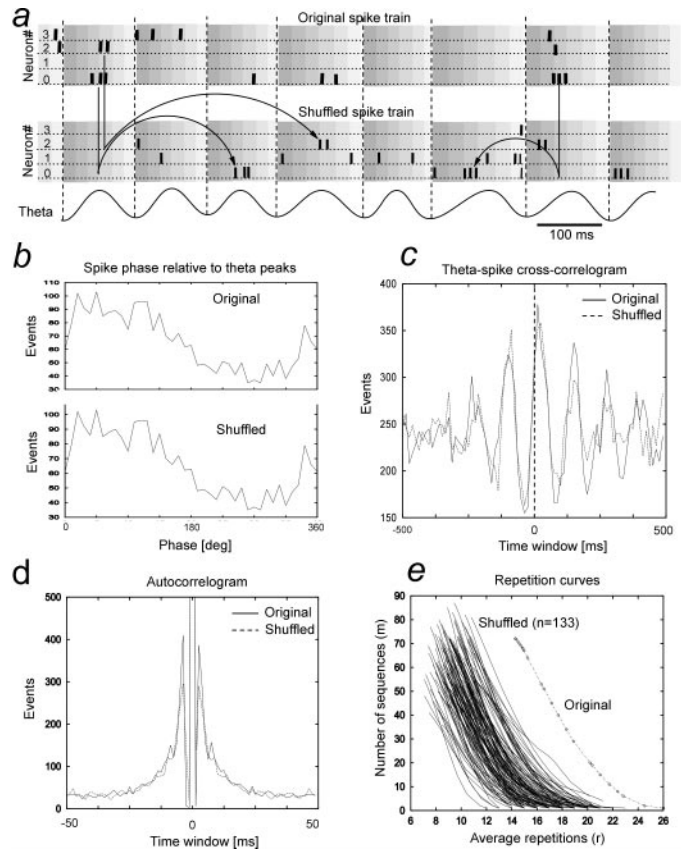 a
Original spike train
Neuron#
3
2
1
0
Shuffled spike train
Neuron#
3
2
1
0
Theta
100 ms
b
Spike phase relative to theta peaks
Original
Events
110
100
90
80
70
60
50
40
30
Shuffled
Events
100
90
80
70
60
50
40
30
0
180
360
Phase [deg]
c
Theta-spike cross-correlogram
Original
Shuffled
Events
400
350
300
250
200
150
-500
0
500
Time window [ms]
d
Autocorrelogram
Original
Shuffled
Events
500
400
300
200
100
0
-50
0
50
Time window [ms]
e
Repetition curves
Shuffled (n=133)
Original
Number of sequences (m)
90
80
70
60
50
40
30
20
10
0
6 8 10 12 14 16 18 20 22 24 26 28
Average repetitions (r)